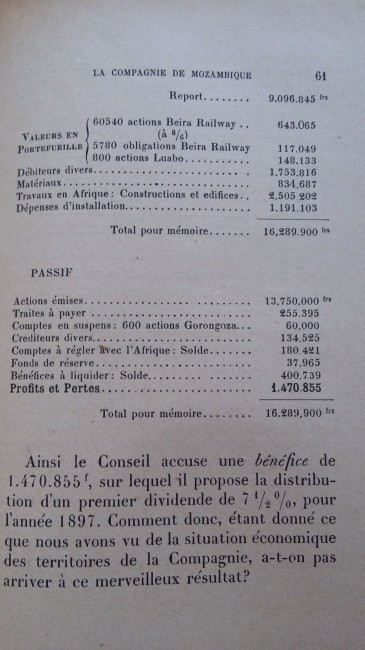 LA COMPAGNIE DE MOZAMBIQUE 61
Report........ 9.096.845 frs
VALEURS EN PORTEFEUILLE { 60540 actions Beira Railway.. 643.065
(à 8/6)
5780 obligations Beira Railway 117.049
800 actions Luabo.......... 148.133
Débiteurs divers........................ 1.753.816
Matériaux............................. 834,687
Travaux en Afrique: Constructions et edifices.. 2,505 202
Dépenses d'installation.................. 1,191.103
Total pour mémoire....... 16,289.900 frs
PASSIF
Actions émises........................... 13,750.000 frs
Traites à payer.......................... 255.395
Comptes en suspens: 600 actions Gorongoza... 60,000
Crediteurs divers........................ 134,525
Comptes à régler avec l'Afrique: Solde....... 180.421
Fonds de réserve........................ 37,965
Bénéfices à liquider: Solde............... 400.739
Profits et Pertes........................ 1.470 855
Total pour mémoire........ 16.289,900 frs
Ainsi le Conseil accuse une bénéfice de
1.470.855f, sur lequel il propose la distribu-
tion d'un premier dividende de 7 1/2 0/0, pour
l'année 1897. Comment donc, étant donné ce
que nous avons vu de la situation économique
des territoires de la Compagnie, a-t-on pas
arriver à ce merveilleux résultat?